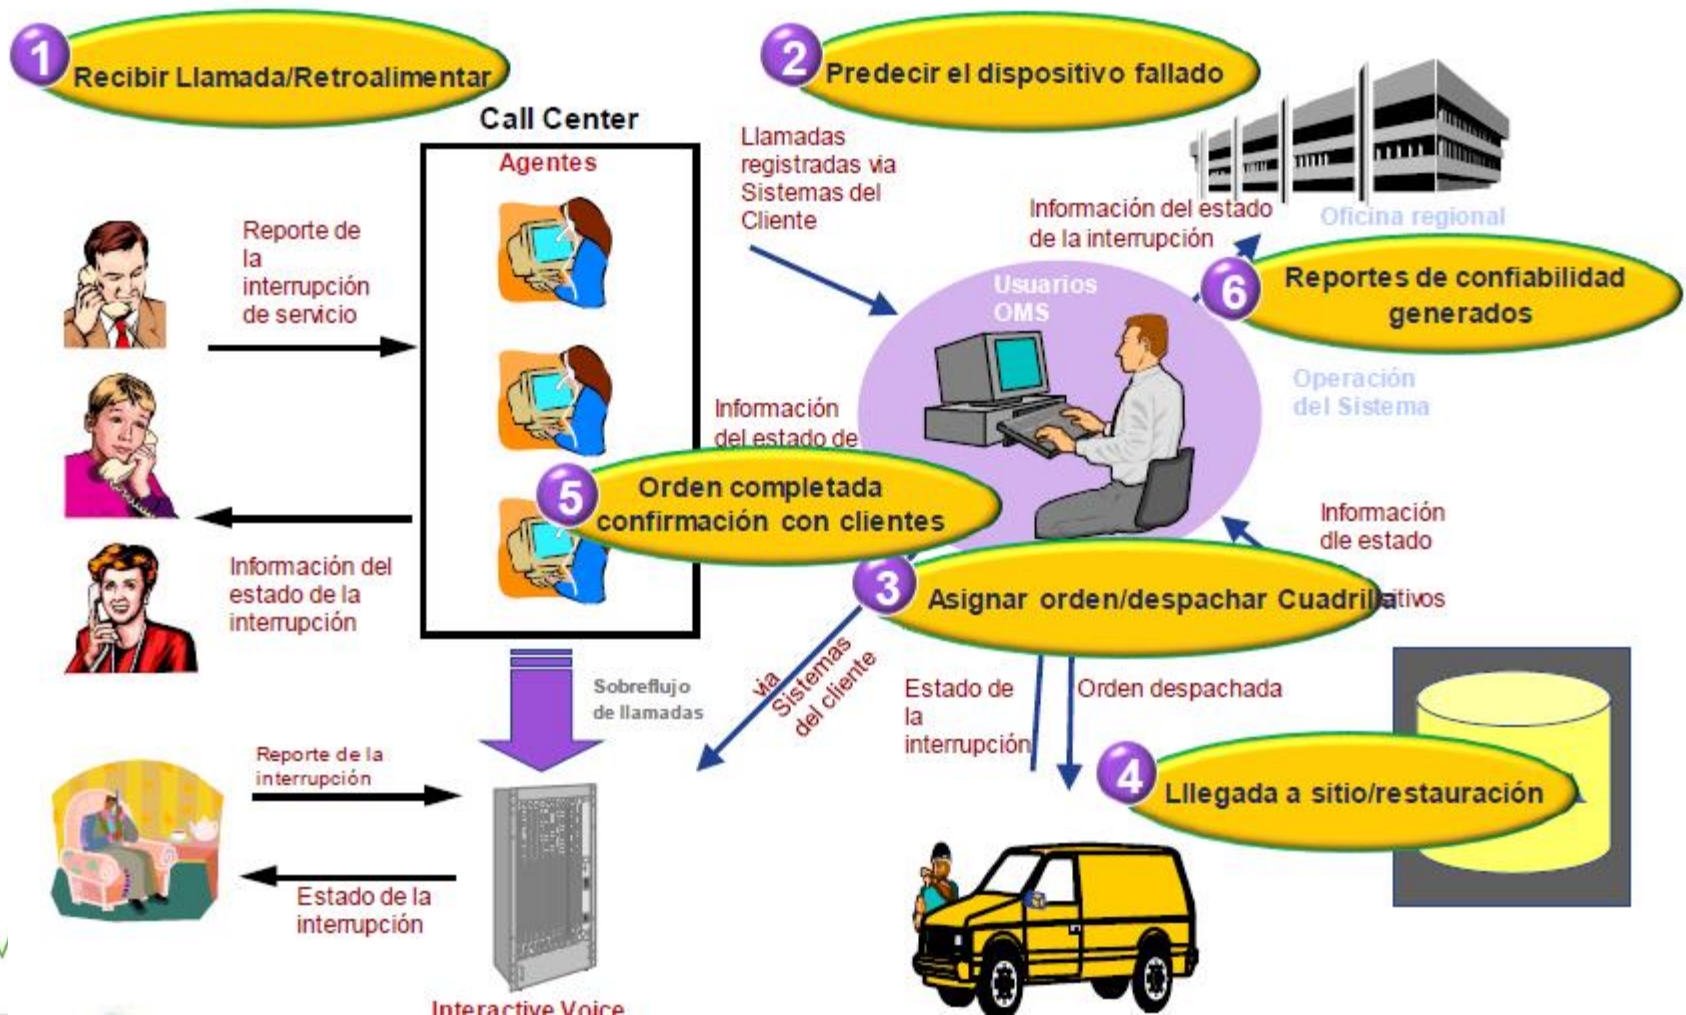 1
Recibir Llamada/Retroalimentar
2
Predecir el dispositivo fallado
Call Center
Agentes
Llamadas
registradas via
Sistemas del
Cliente
Información del estado
de la interrupción
Oficina regional
Reporte de
la
interrupción
de servicio
Usuarios
OMS
6
Reportes de confiabilidad
generados
Operación
del Sistema
Información
del estado de
5
Orden completada
confirmación con clientes
Información
dle estado
Información del
estado de la
interrupción
3
Asignar orden/despachar Cuadrilla
sitivos
Sobreflujo
de llamadas
via
Sistemas
del cliente
Estado de
la
interrupción
Orden despachada
Reporte de la
interrupción
4
Lllegada a sitio/restauración
Estado de la
interrupción
Interactive Voice